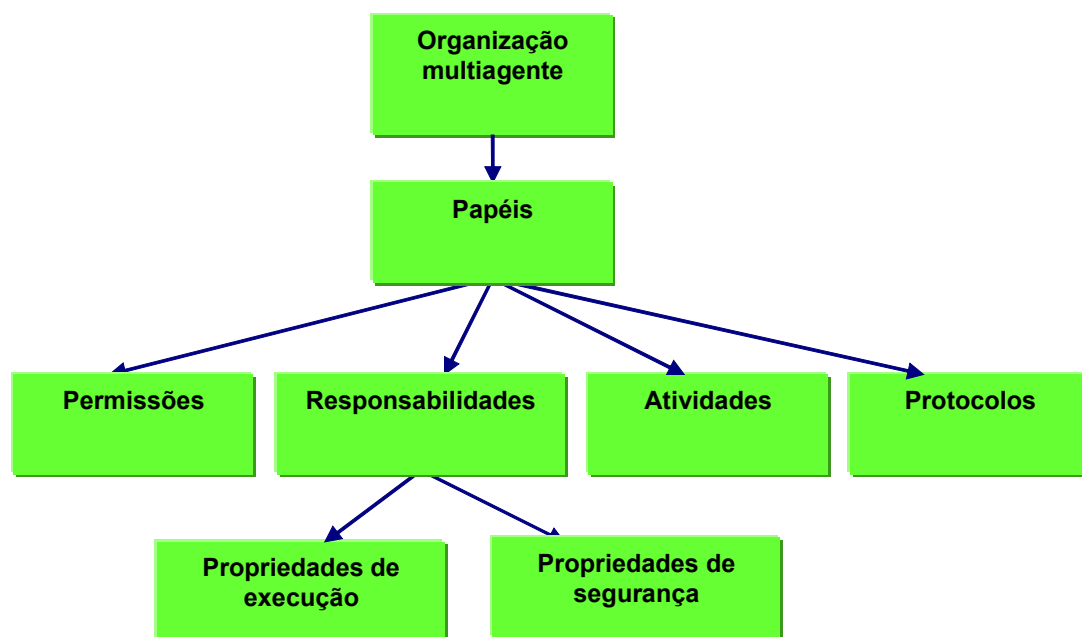 Organização
multiagente
Papéis
Permissões
Responsabilidades
Atividades
Protocolos
Propriedades de
execução
Propriedades de
segurança